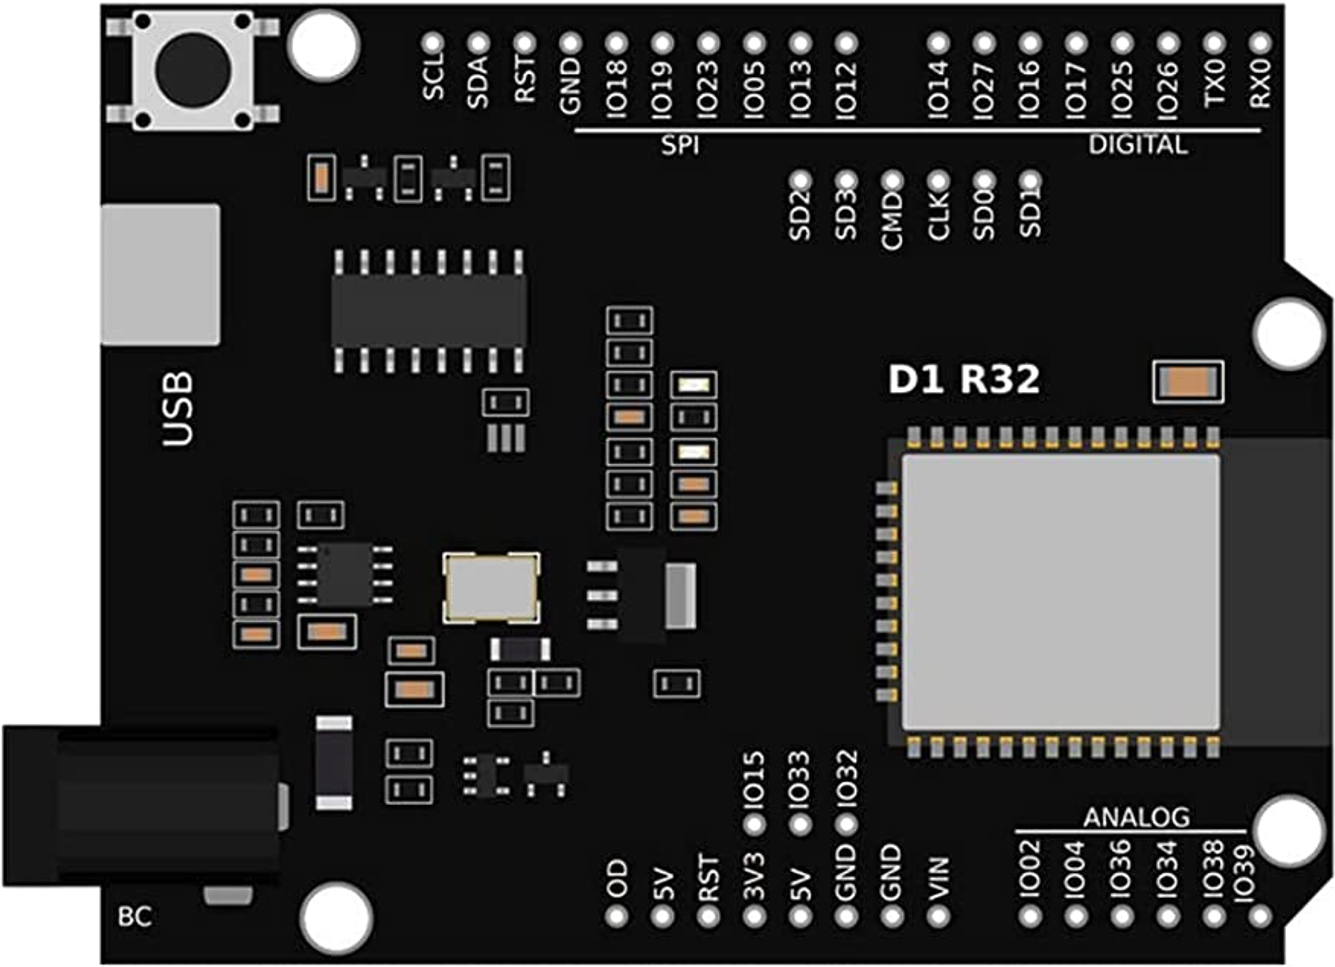 SCL SDA RST GND IO18 IO19 IO23 IO05 IO13 IO12 IO14 IO27 IO16 IO17 IO25 IO26 TX0 RX0
SPI DIGITAL
SD2 SD3 CMD CLK SD0 SD1
USB
D1 R32
IO15 IO33 IO32
ANALOG
OD 5V RST 3V3 5V GND GND VIN IO02 IO04 IO36 IO34 IO38 IO39
BC